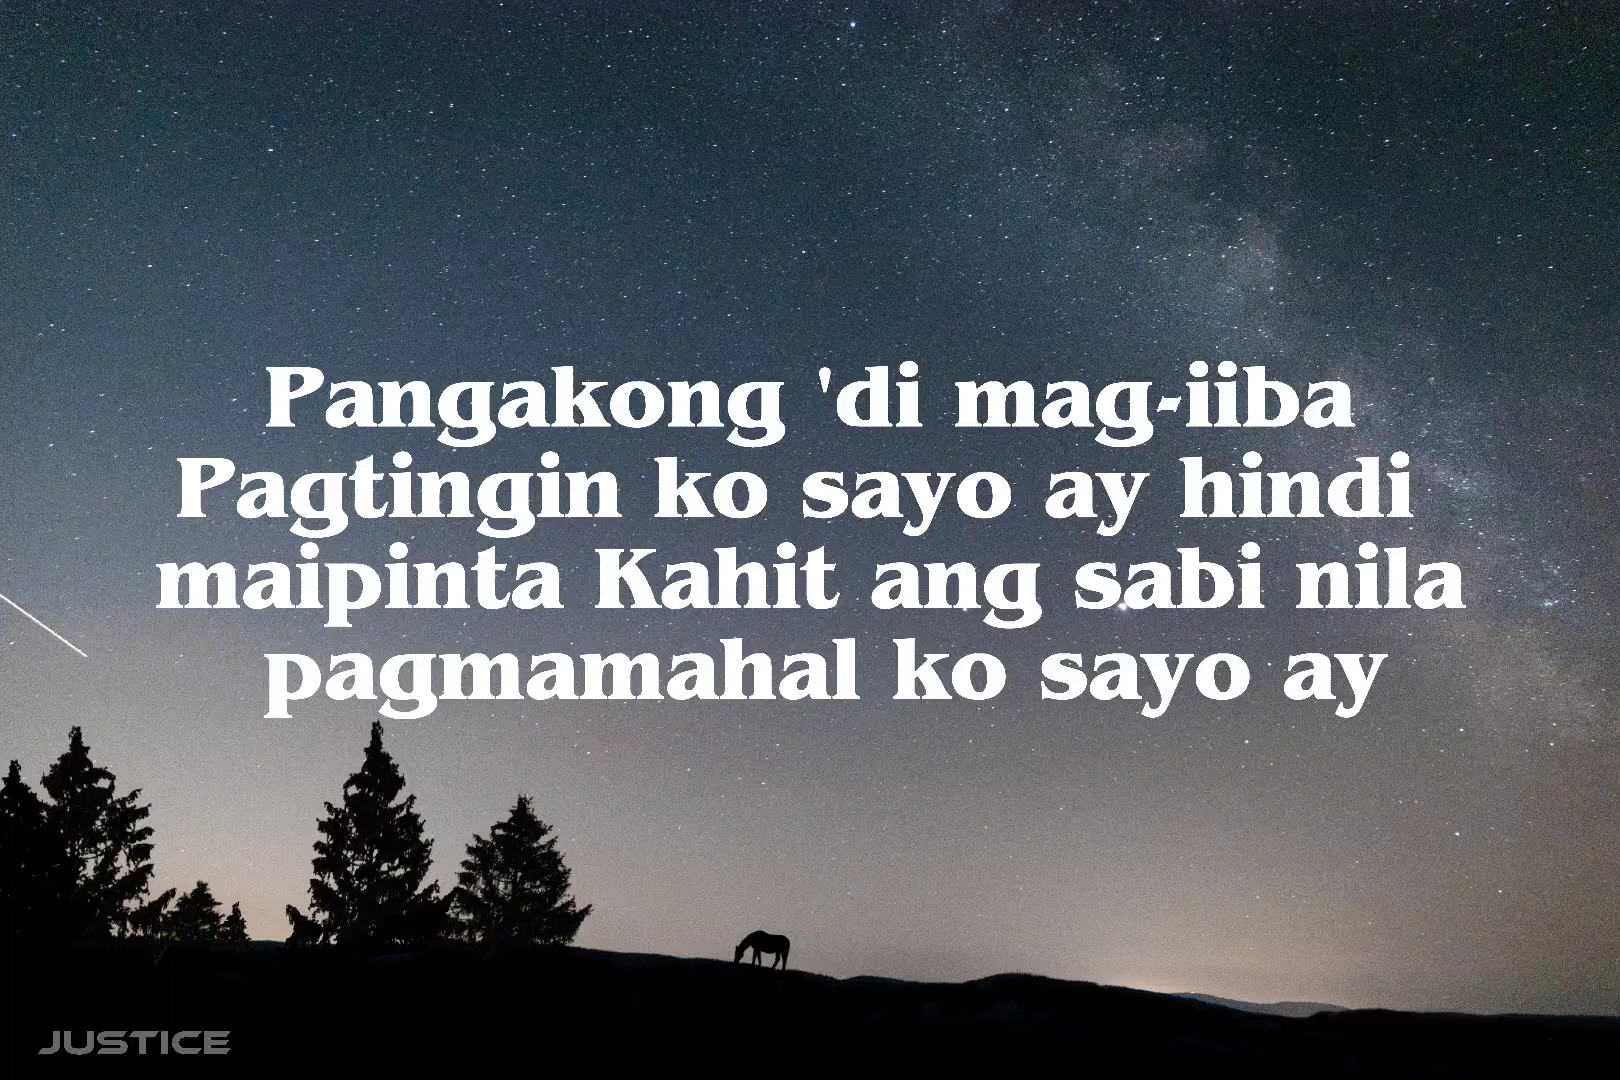 Pangakong 'di mag-iiba
Pagtingin ko sayo ay hindi
maipinta Kahit ang sabi nila
pagmamahal ko sayo ay
JUSTICE